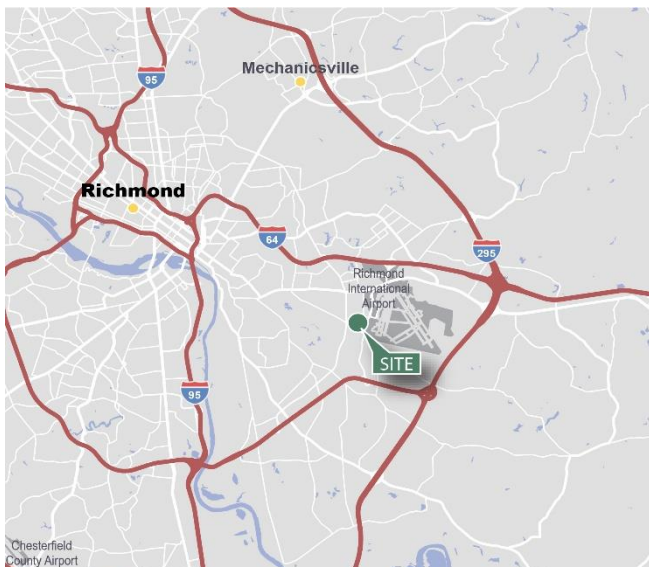 95
Mechanicsville
Richmond
64
295
Richmond
International
Airport
SITE
95
Chesterfield
County Airport